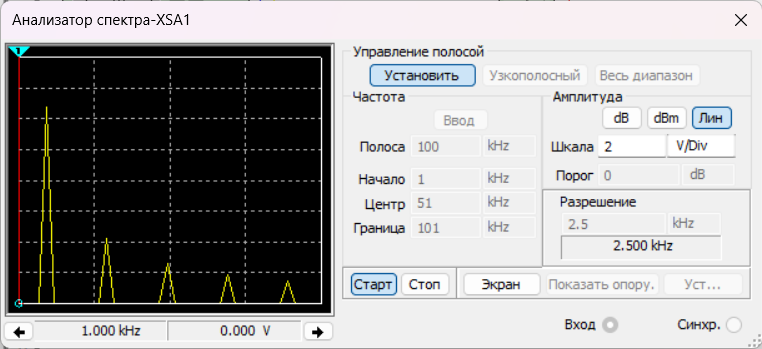 Анализатор спектра-XSA1
1
Управление полосой
Установить Узкополосный Весь диапазон
Частота
Ввод
Полоса 100 kHz
Начало 1 kHz
Центр 51 kHz
Граница 101 kHz
Амплитуда
dB dBm Лин
Шкала 2 V/Div
Порог 0 dB
Разрешение
2.5 kHz
2.500 kHz
Старт Стоп Экран Показать опору. Уст...
1.000 kHz 0.000 V
Вход Синхр.